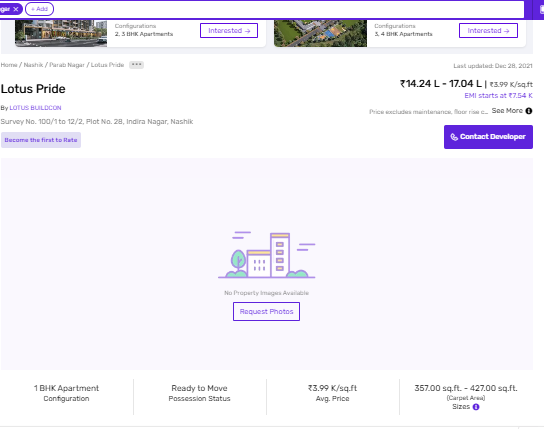 agar × + Add
Configurations
2, 3 BHK Apartments
Interested →
Configurations
3, 4 BHK Apartments
Interested →
Home / Nashik / Parab Nagar / Lotus Pride
Last updated: Dec 28, 2021
Lotus Pride
₹14.24 L - 17.04 L | ₹3.99 K/sq.ft
EMI starts at ₹7.54 K
By LOTUS BUILDCON
Price excludes maintenance, floor rise c... See More
Survey No. 100/1 to 12/2, Plot No. 28, Indira Nagar, Nashik
Become the first to Rate
Contact Developer
No Property Images Available
Request Photos
1 BHK Apartment
Configuration
Ready to Move
Possession Status
₹3.99 K/sq.ft
Avg. Price
357.00 sq.ft. - 427.00 sq.ft.
(Carpet Area)
Sizes